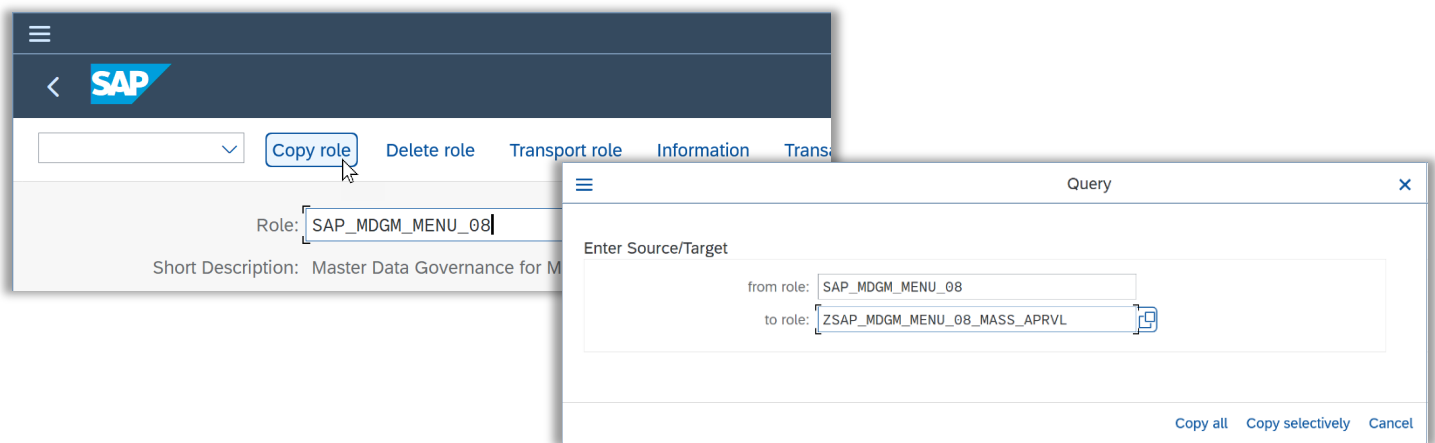 SAP
Copy role Delete role Transport role Information Transa
Role: SAP_MDGM_MENU_08
Short Description: Master Data Governance for M
Query
Enter Source/Target
from role: SAP_MDGM_MENU_08
to role: ZSAP_MDGM_MENU_08_MASS_APRVL
Copy all Copy selectively Cancel